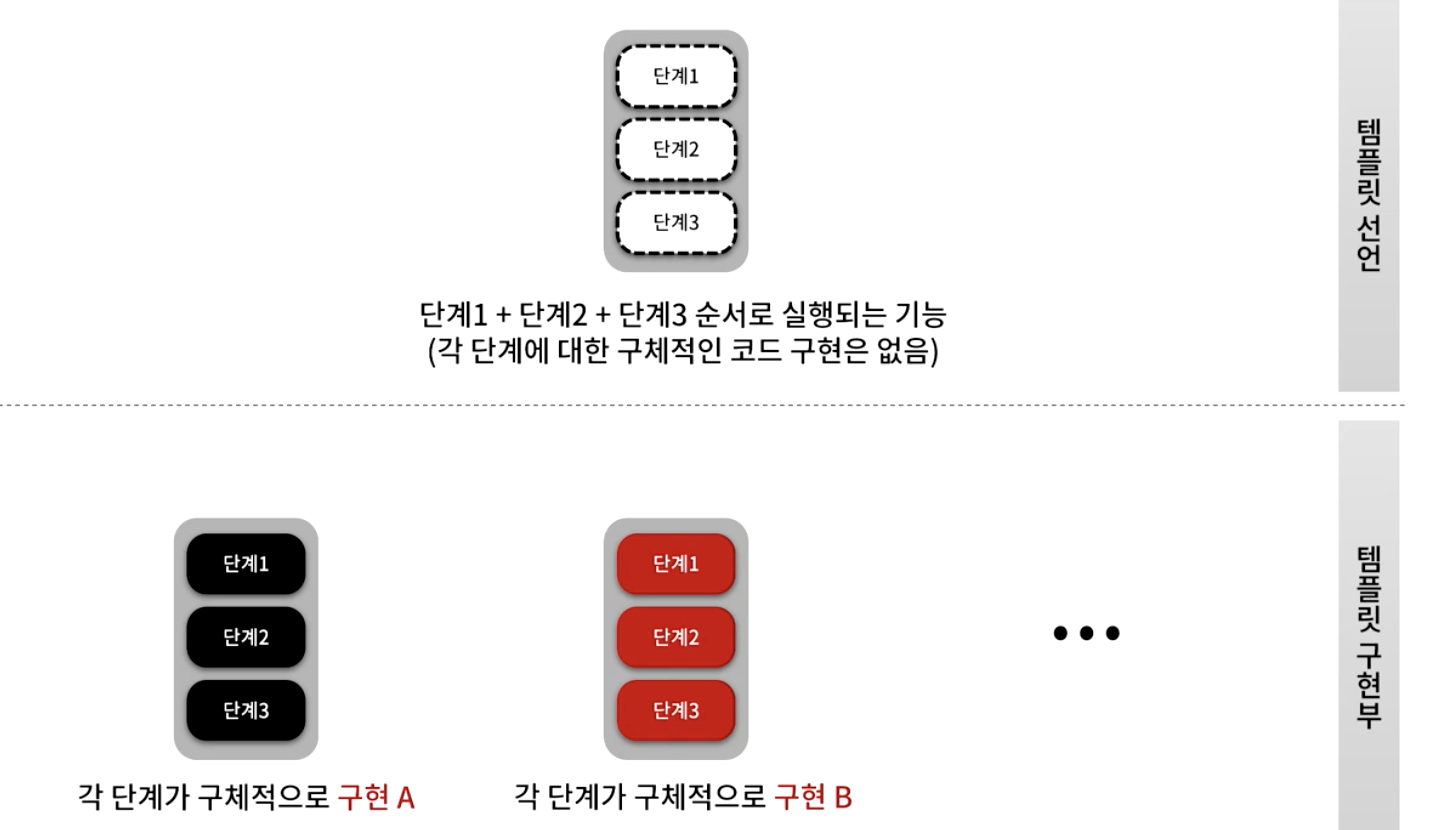 단계1
단계2
단계3
단계1 + 단계2 + 단계3 순서로 실행되는 기능
(각 단계에 대한 구체적인 코드 구현은 없음)
템플릿 선언
단계1
단계2
단계3
각 단계가 구체적으로 구현 A
단계1
단계2
단계3
각 단계가 구체적으로 구현 B
•••
템플릿 구현부